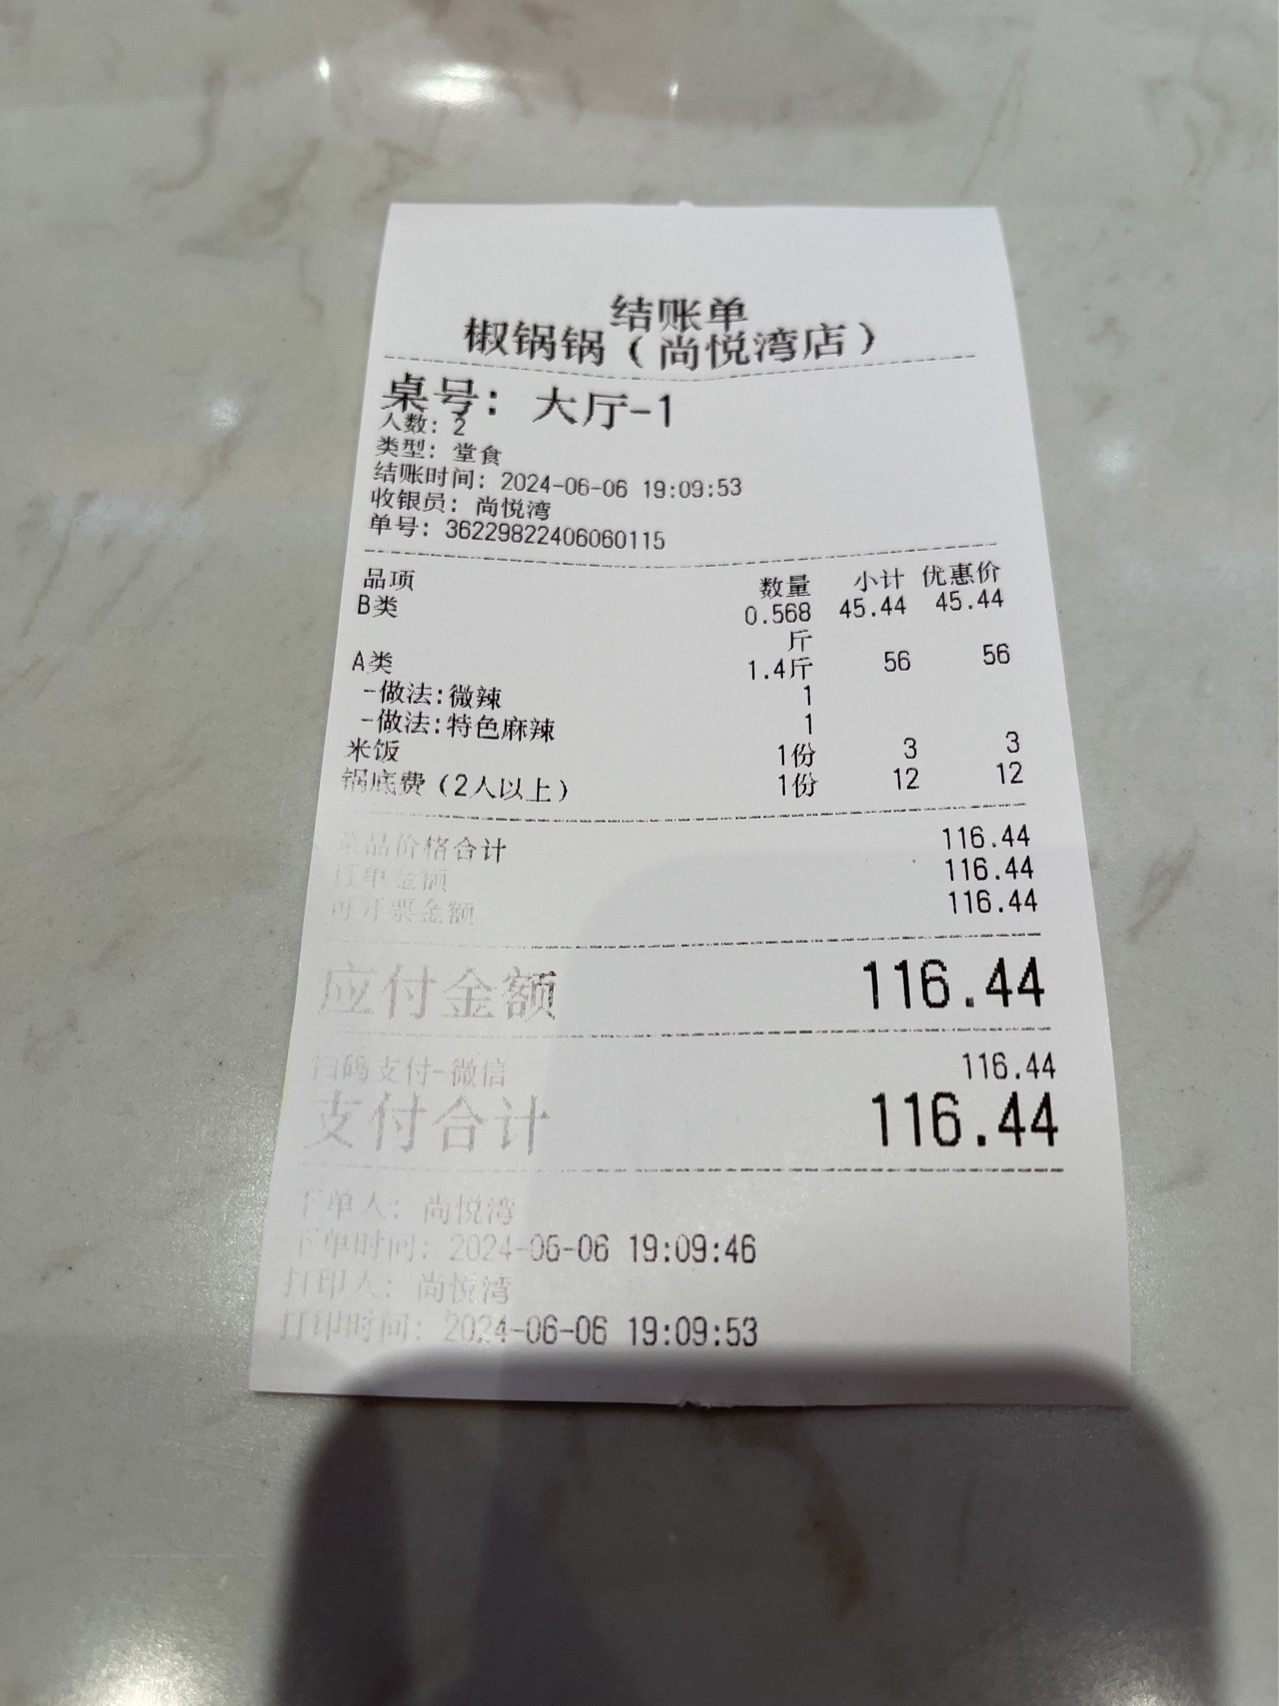 结账单
椒锅锅（尚悦湾店）
桌号：大厅-1
人数：2
类型：堂食
结账时间：2024-06-06 19:09:53
收银员：尚悦湾
单号：36229822406060115
品项 数量 小计 优惠价
B类 0.568斤 45.44 45.44
A类 1.4斤 56 56
-做法:微辣 1
-做法:特色麻辣 1
米饭 1份 3 3
锅底费（2人以上） 1份 12 12
菜品价格合计 116.44
订单金额 116.44
可开票金额 116.44
应付金额 116.44
扫码支付-微信 116.44
支付合计 116.44
下单人：尚悦湾
下单时间：2024-06-06 19:09:46
打印人：尚悦湾
打印时间：2024-06-06 19:09:53